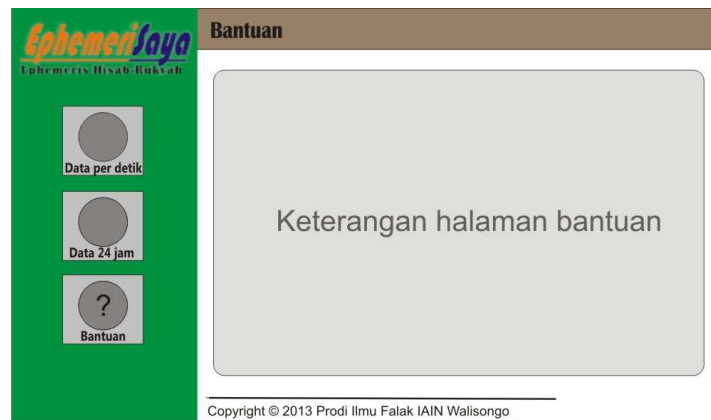 EphemeriSaya
Ephemeris Hisab-Rukyah
Data per detik
Data 24 jam
?
Bantuan
Bantuan
Keterangan halaman bantuan
Copyright © 2013 Prodi Ilmu Falak IAIN Walisongo